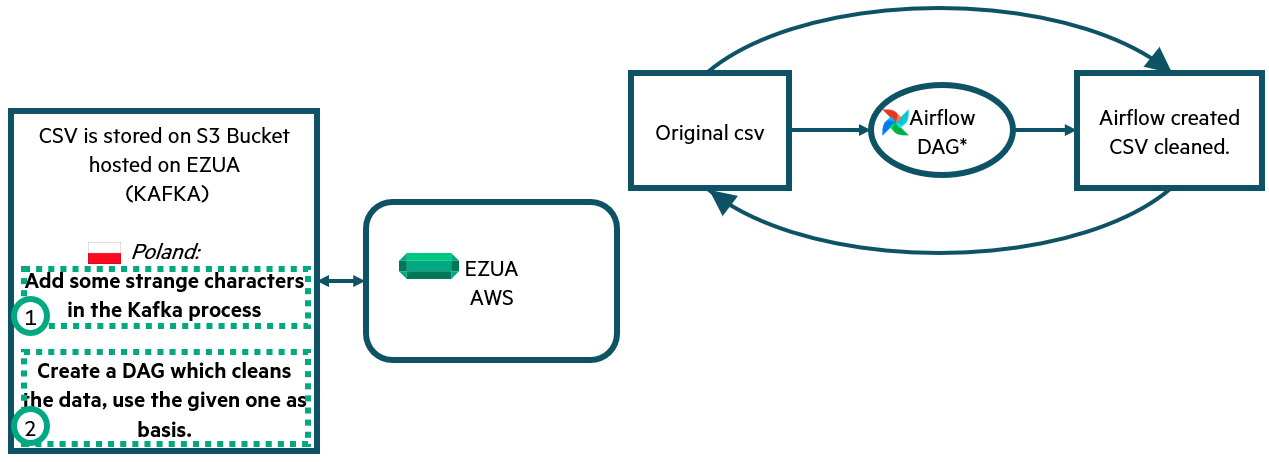 CSV is stored on S3 Bucket
hosted on EZUA
(KAFKA)
Poland:
Add some strange characters
in the Kafka process
1
Create a DAG which cleans
the data, use the given one as
basis.
2
EZUA
AWS
Original csv
Airflow
DAG*
Airflow created
CSV cleaned.